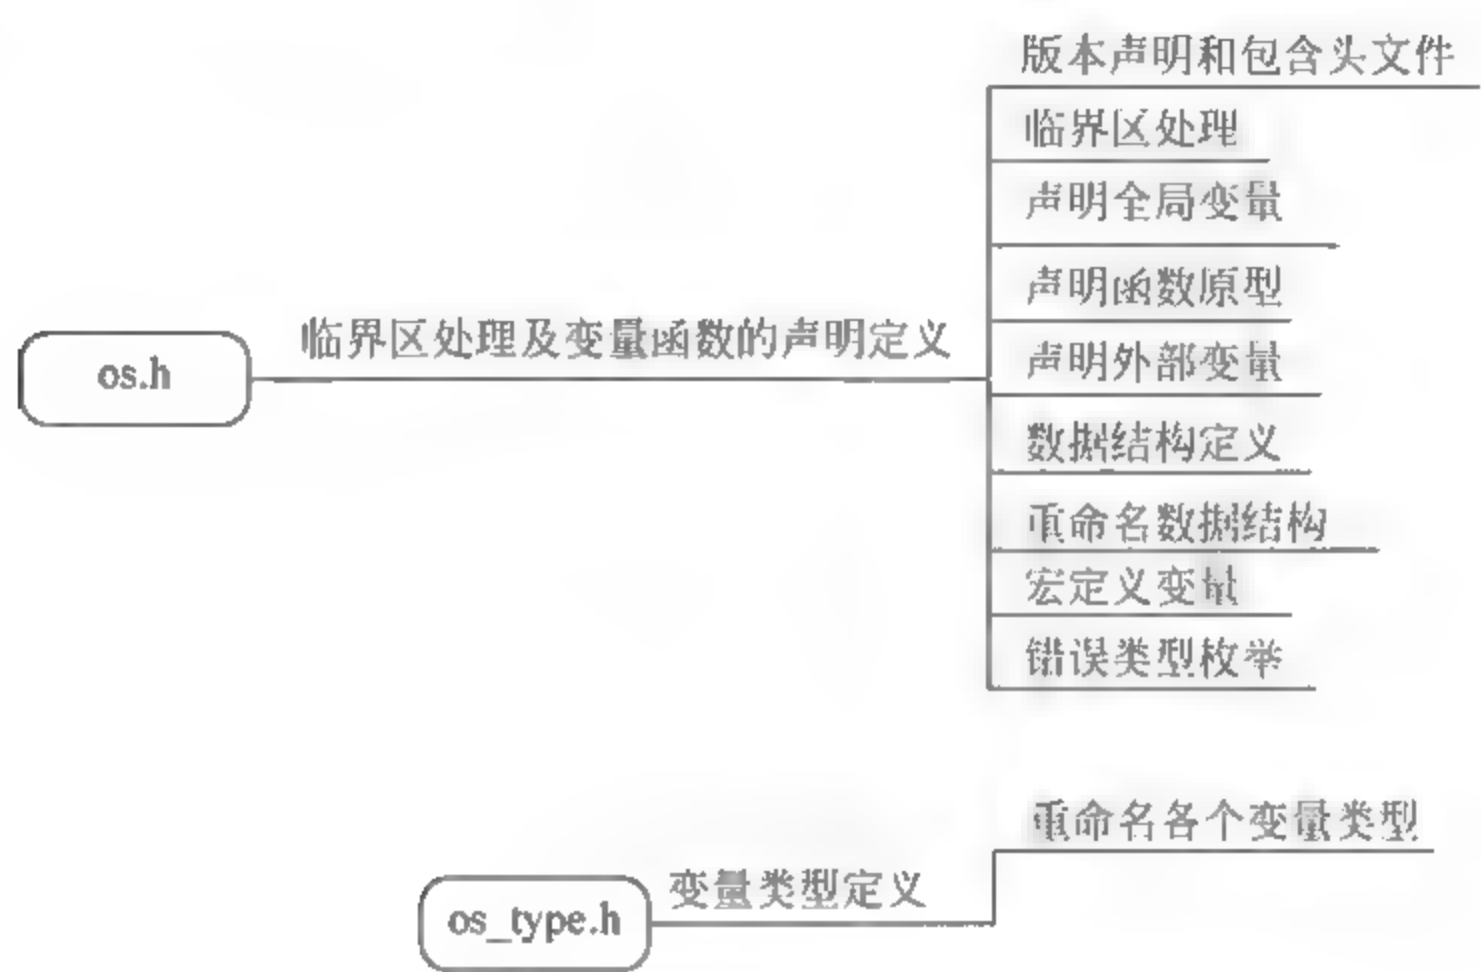 版本声明和包含头文件
临界区处理
声明全局变量
声明函数原型
os.h
临界区处理及变量函数的声明定义
声明外部变量
数据结构定义
重命名数据结构
宏定义变量
错误类型枚举
重命名各个变量类型
os_type.h
变量类型定义